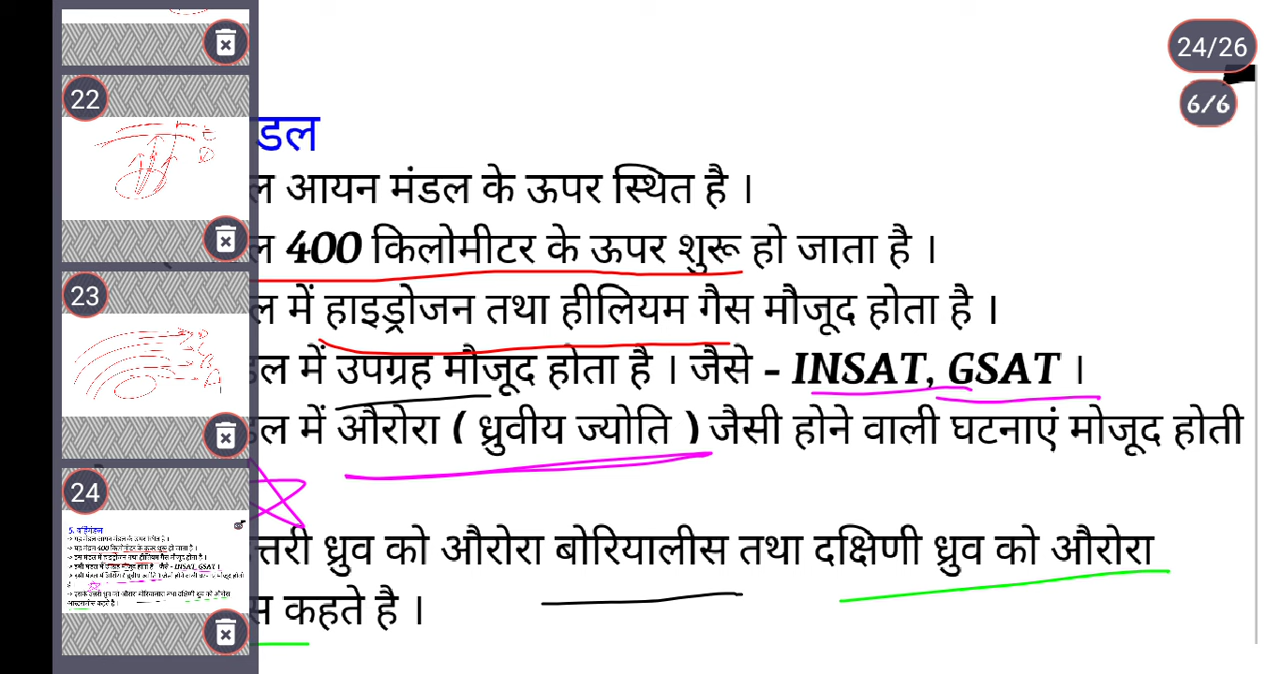 24/26
6/6
22
23
24
डल
ल आयन मंडल के ऊपर स्थित है ।
ल 400 किलोमीटर के ऊपर शुरू हो जाता है ।
ल में हाइड्रोजन तथा हीलियम गैस मौजूद होता है ।
डल में उपग्रह मौजूद होता है । जैसे - INSAT, GSAT ।
डल में औरोरा ( ध्रुवीय ज्योति ) जैसी होने वाली घटनाएं मोजूद होती
त्तरी ध्रुव को औरोरा बोरियालीस तथा दक्षिणी ध्रुव को औरोरा
स कहते है ।